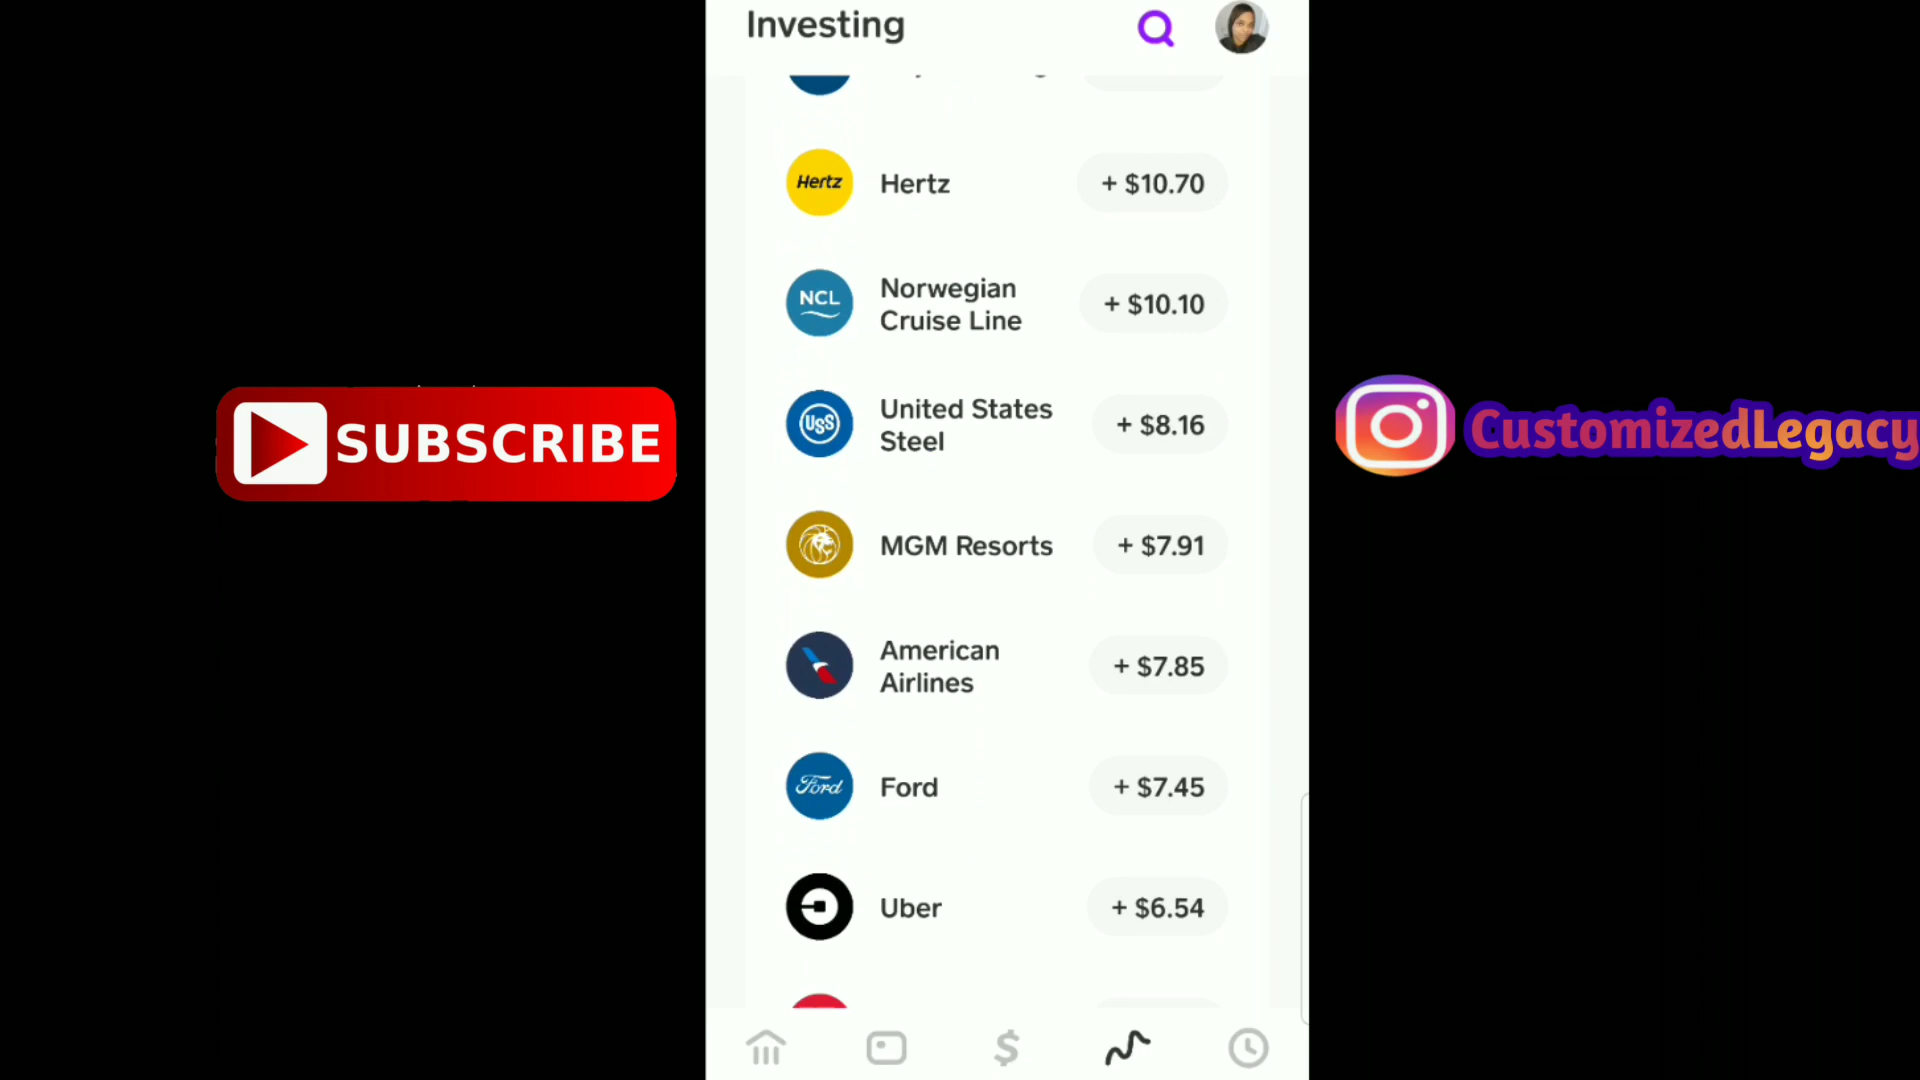 Investing
Hertz
Hertz
+ $10.70
NCL
Norwegian
Cruise Line
+ $10.10
USS
United States
Steel
+ $8.16
MGM Resorts
+ $7.91
American
Airlines
+ $7.85
Ford
Ford
+ $7.45
Uber
+ $6.54
$
SUBSCRIBE
CustomizedLegacy